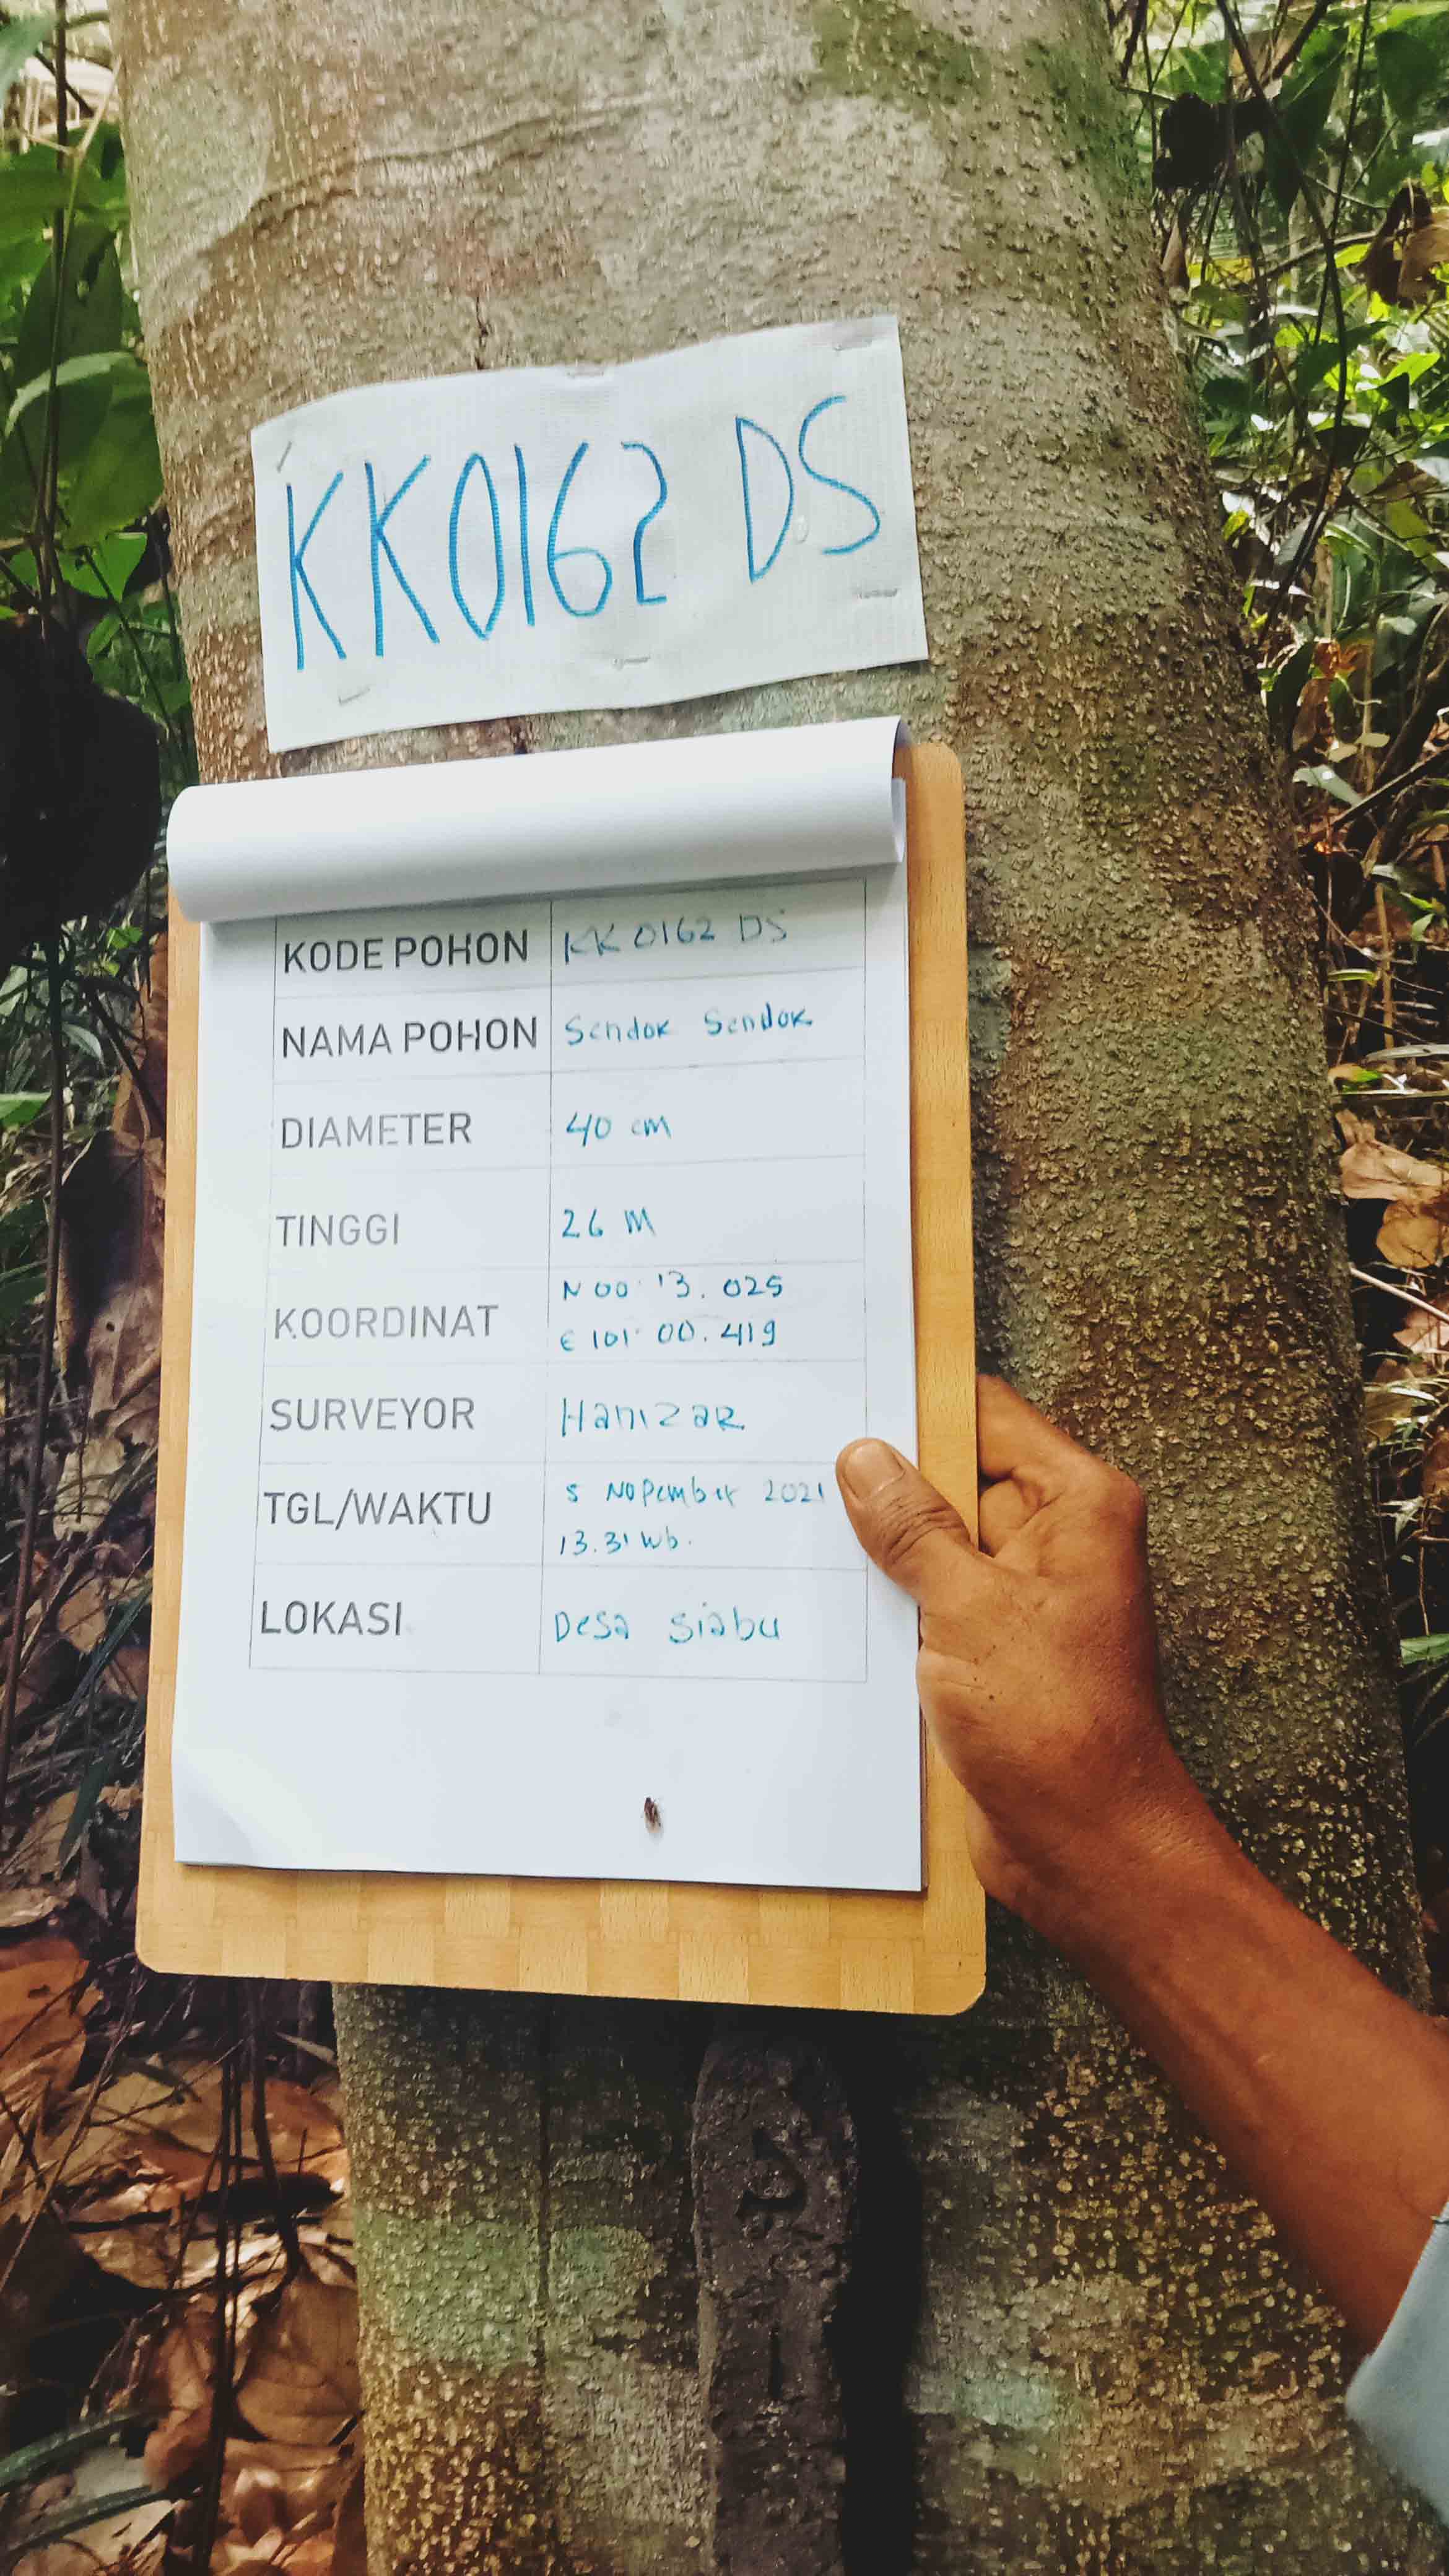 KK0162 DS
KODE POHON KK 0162 DS
NAMA POHON Sendok Sendok
DIAMETER 40 cm
TINGGI 26 M
KOORDINAT N 00 13. 025
E 101 00. 419
SURVEYOR Hanizar
TGL/WAKTU 5 Nopember 2021
13.31 wb.
LOKASI Desa Siabu